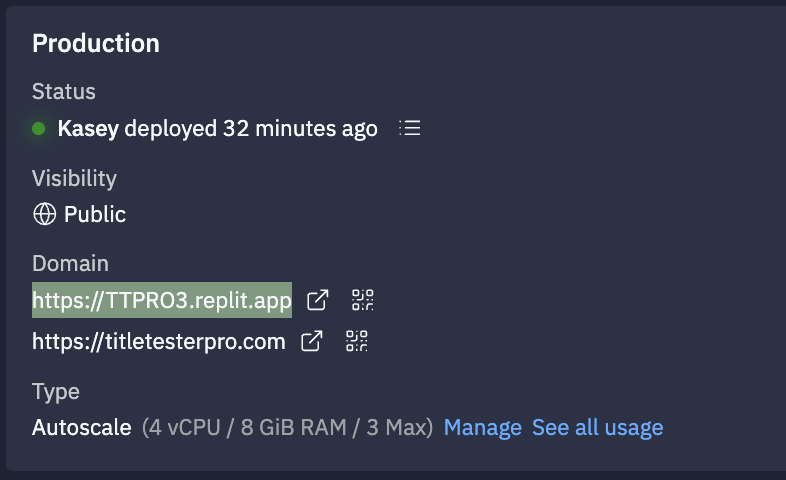 Production
Status
Kasey deployed 32 minutes ago
Visibility
Public
Domain
https://TTPRO3.replit.app
https://titletesterpro.com
Type
Autoscale (4 vCPU / 8 GiB RAM / 3 Max) Manage See all usage